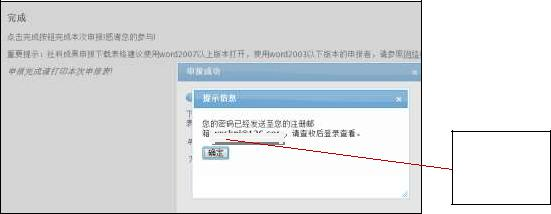 完成
点击完成按钮完成本次申报!感谢您的参与!
重要提示：社科成果申报下载表格建议使用word2007以上版本打开，使用word2003以下版本的申报者，请参照
申报完成请打印本次申报表!
申报成功
提示信息
您的密码已经发送至您的注册邮
箱 ，请查收后登录查看。
确定